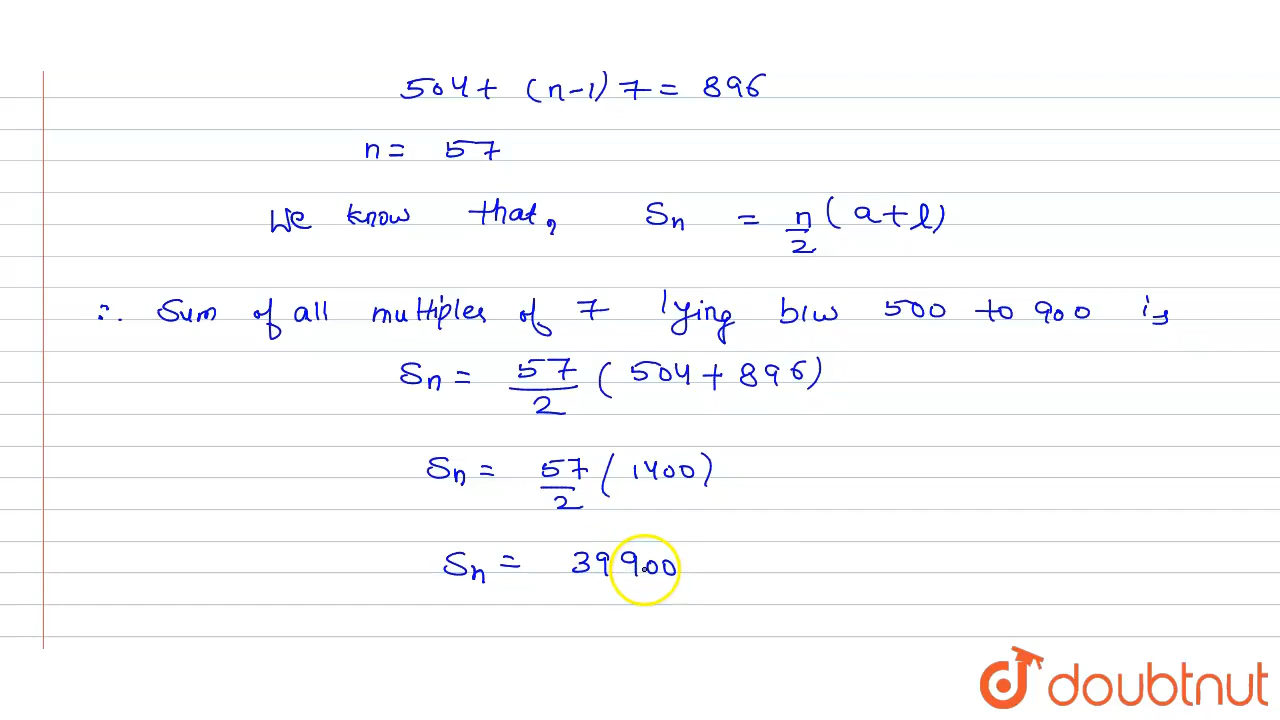 504 + (n-1) 7 = 896
n = 57
We know that, Sn = n/2 (a+l)
∴ Sum of all multiples of 7 lying b/w 500 to 900 is
Sn = 57/2 (504 + 896)
Sn = 57/2 (1400)
Sn = 39900
doubtnut